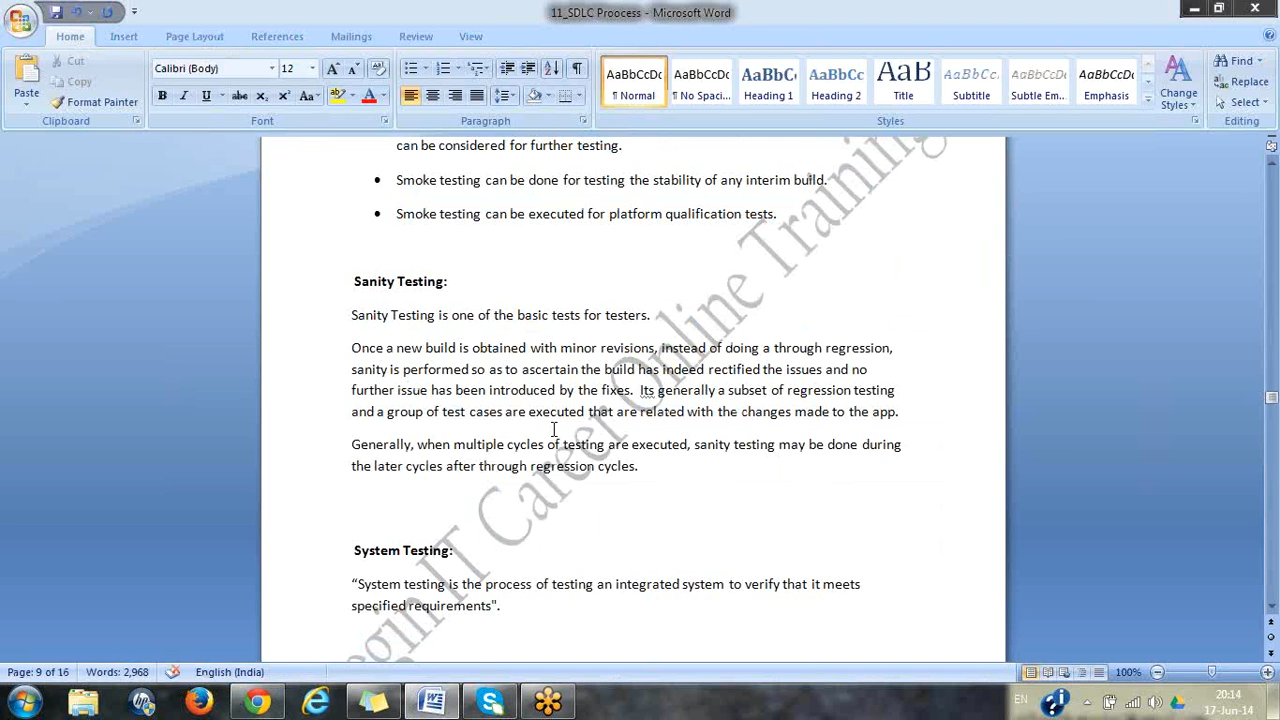 11_SDLC Proocess - Microsoft Word
Home Insert Page Layout References Mailings Review View
Paste
Cut
Copy
Format Painter
Clipboard
Calibri (Body) 12
Font
Paragraph
AaBbCcDc AaBbCcDc AaBbC AaBbCc AaB AaBbCc AaBbCcDc AaBbCcDc
¶ Normal ¶ No Spaci... Heading 1 Heading 2 Title Subtitle Subtle Em... Emphasis
Change Styles
Styles
Find
Replace
Select
Editing
can be considered for further testing.
• Smoke testing can be done for testing the stability of any interim build.
• Smoke testing can be executed for platform qualification tests.
Sanity Testing:
Sanity Testing is one of the basic tests for testers.
Once a new build is obtained with minor revisions, instead of doing a through regression,
sanity is performed so as to ascertain the build has indeed rectified the issues and no
further issue has been introduced by the fixes.  Its generally a subset of regression testing
and a group of test cases are executed that are related with the changes made to the app.
Generally, when multiple cycles of testing are executed, sanity testing may be done during
the later cycles after through regression cycles.
System Testing:
“System testing is the process of testing an integrated system to verify that it meets
specified requirements".
egin IT Career Online Training
Page: 9 of 16 Words: 2,968 English (India) 100%
EN 20:14
17-Jun-14